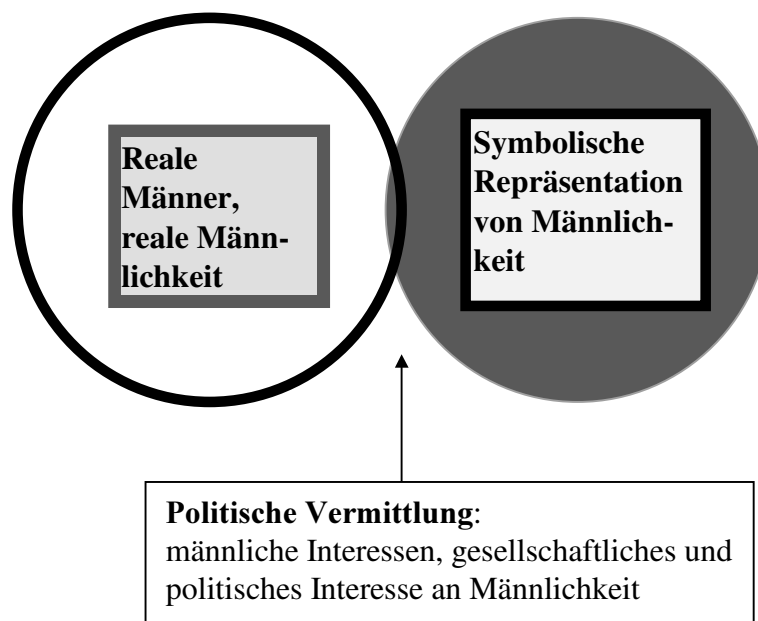 Reale
Männer,
reale Männ-
lichkeit
Symbolische
Repräsentation
von Männlich-
keit
Politische Vermittlung:
männliche Interessen, gesellschaftliches und
politisches Interesse an Männlichkeit